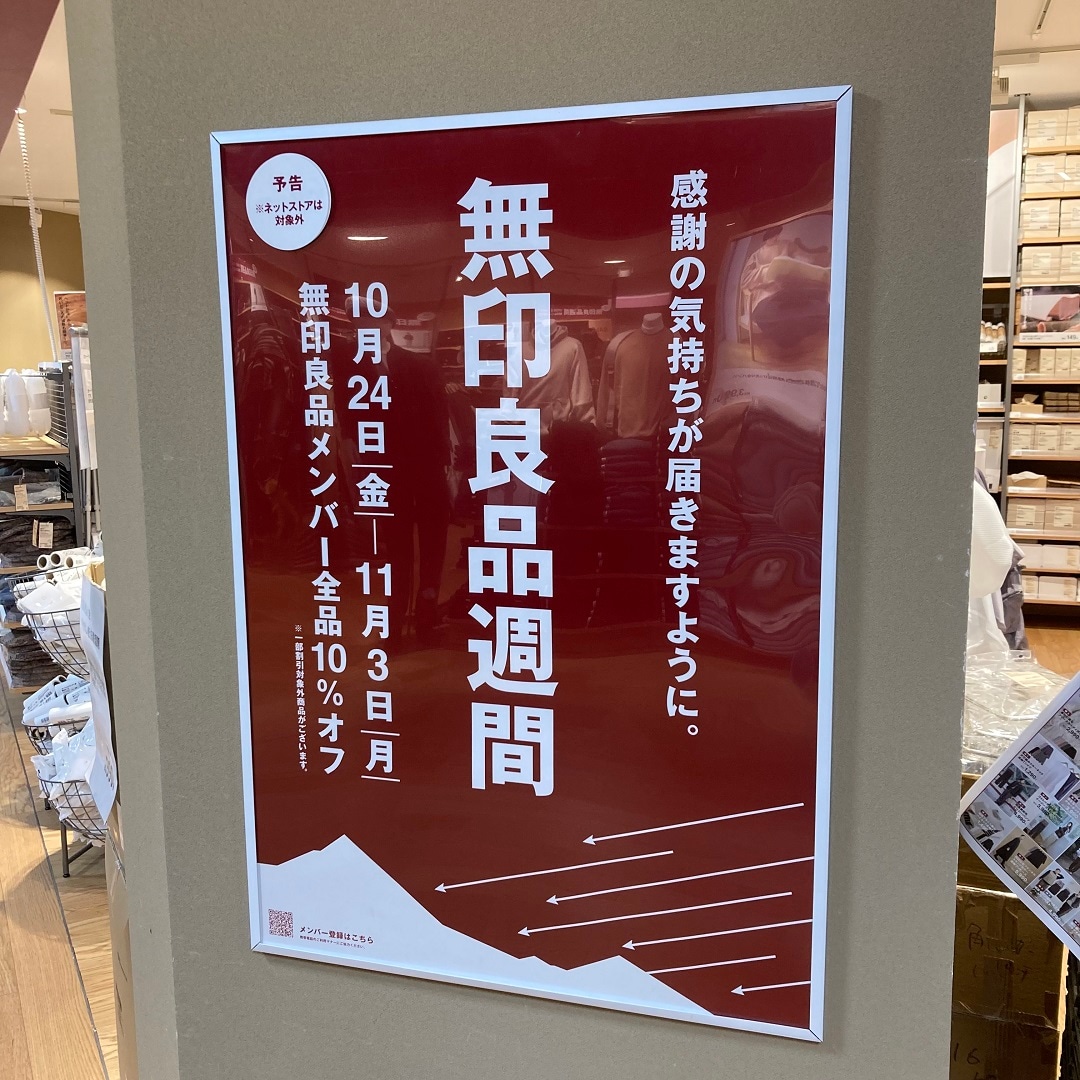 感謝の気持ちが届きますように。
無印良品週間
10月24日(金)—11月3日(月)
無印良品メンバー全品10%オフ
※一部割引対象外商品がございます。
予告
※ネットストアは
対象外
メンバー登録はこちら